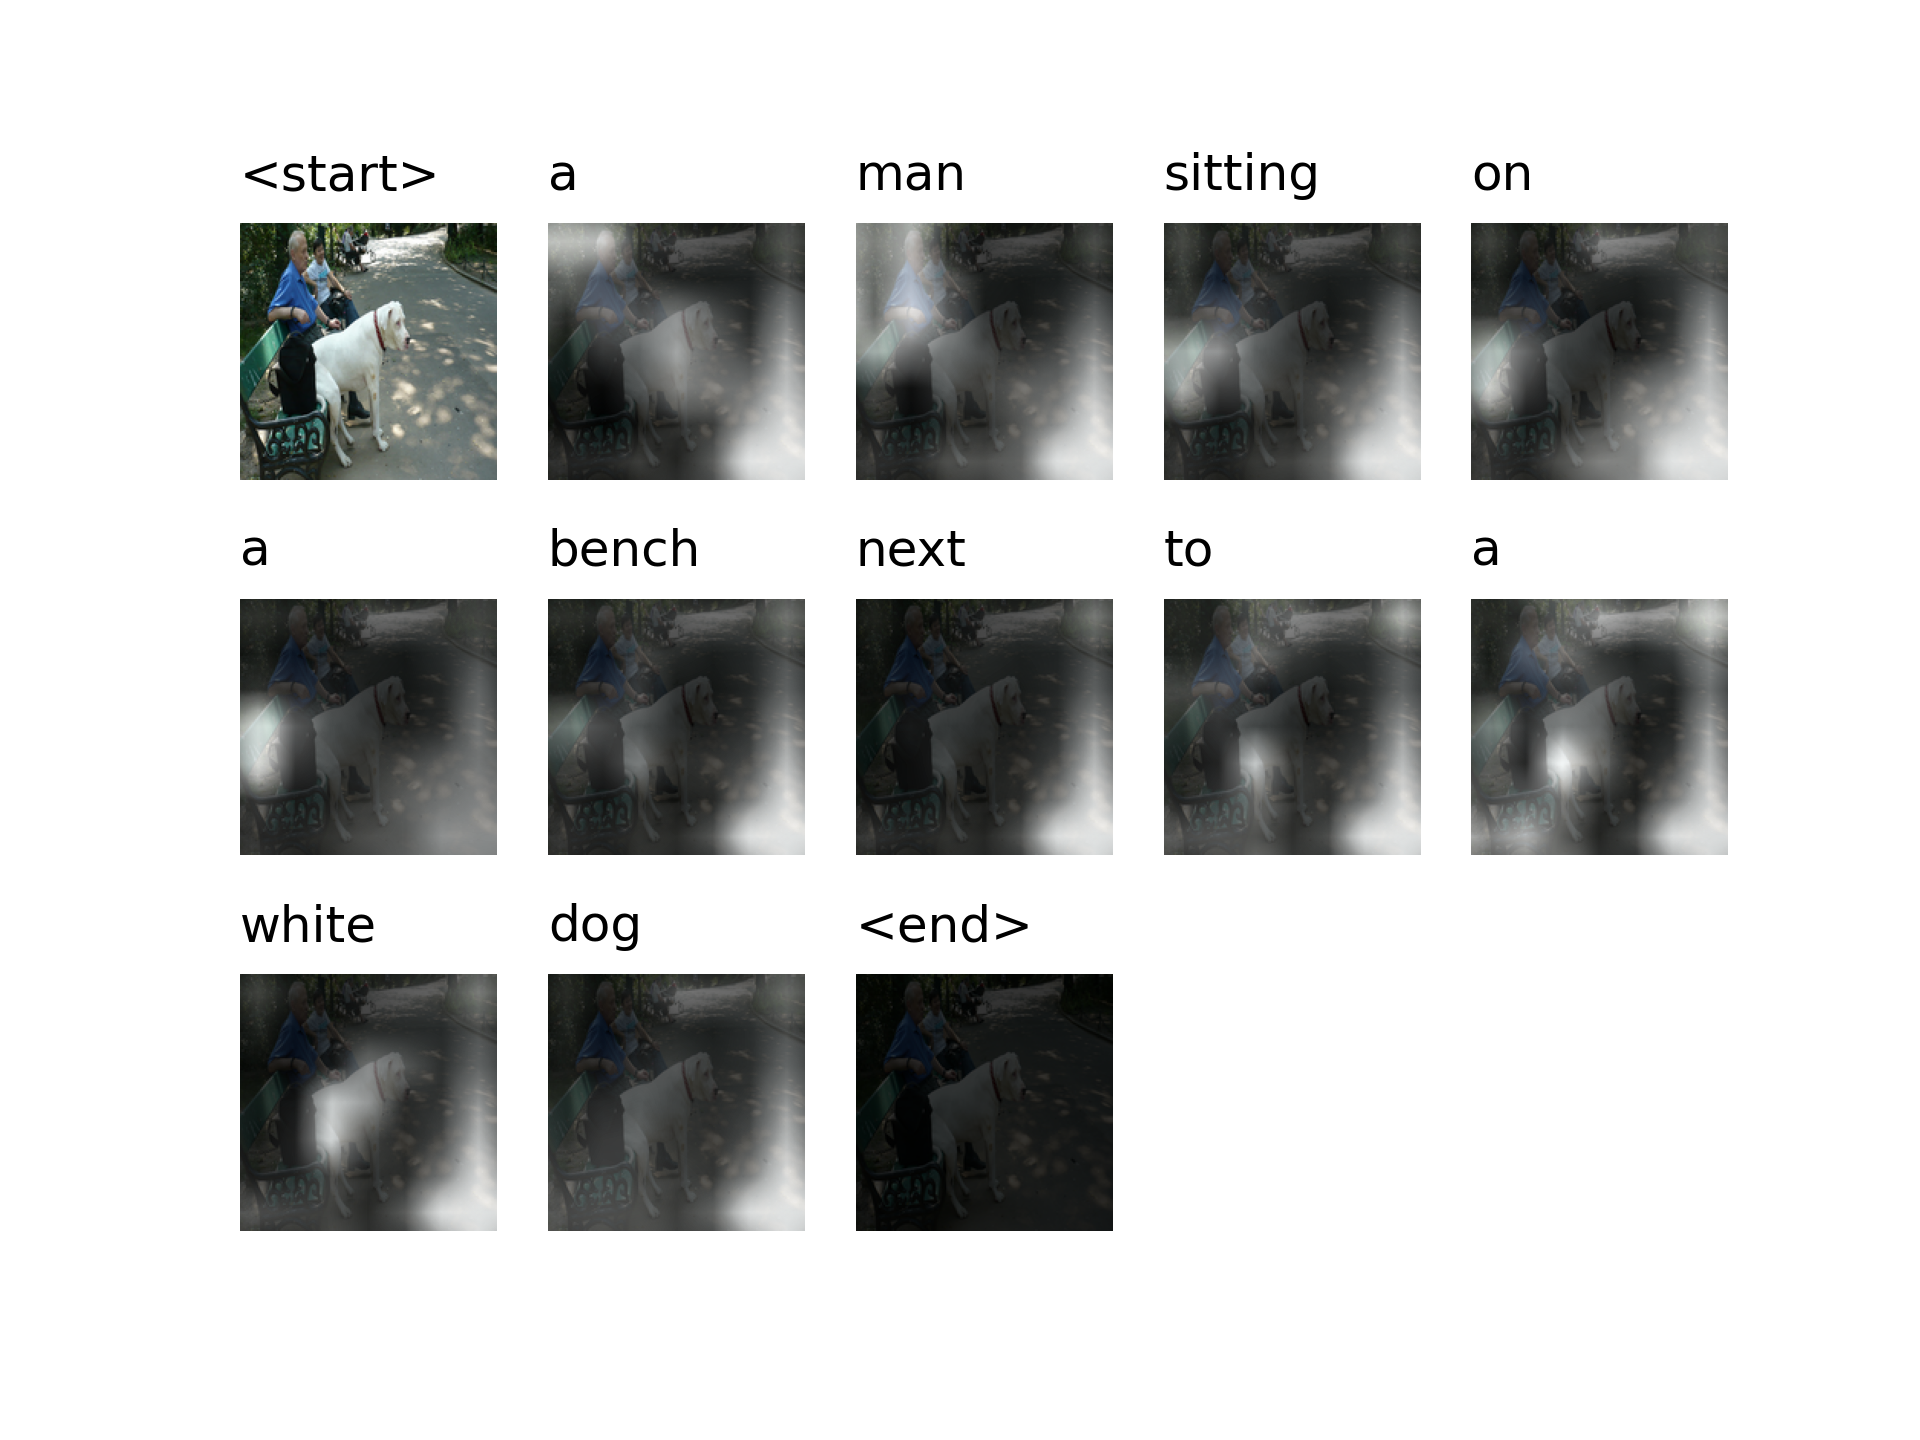 <start> a man sitting on
a bench next to a
white dog <end>